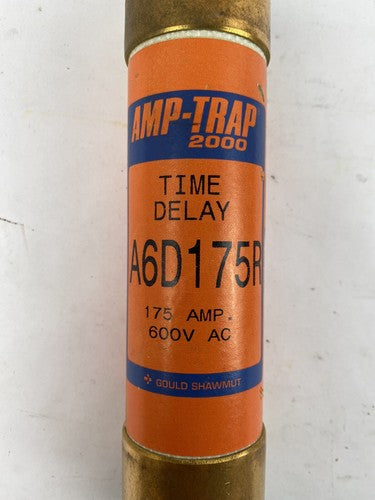 AMP-TRAP
2000
TIME
DELAY
A6D175R
175 AMP.
600V AC
GOULD SHAWMUT